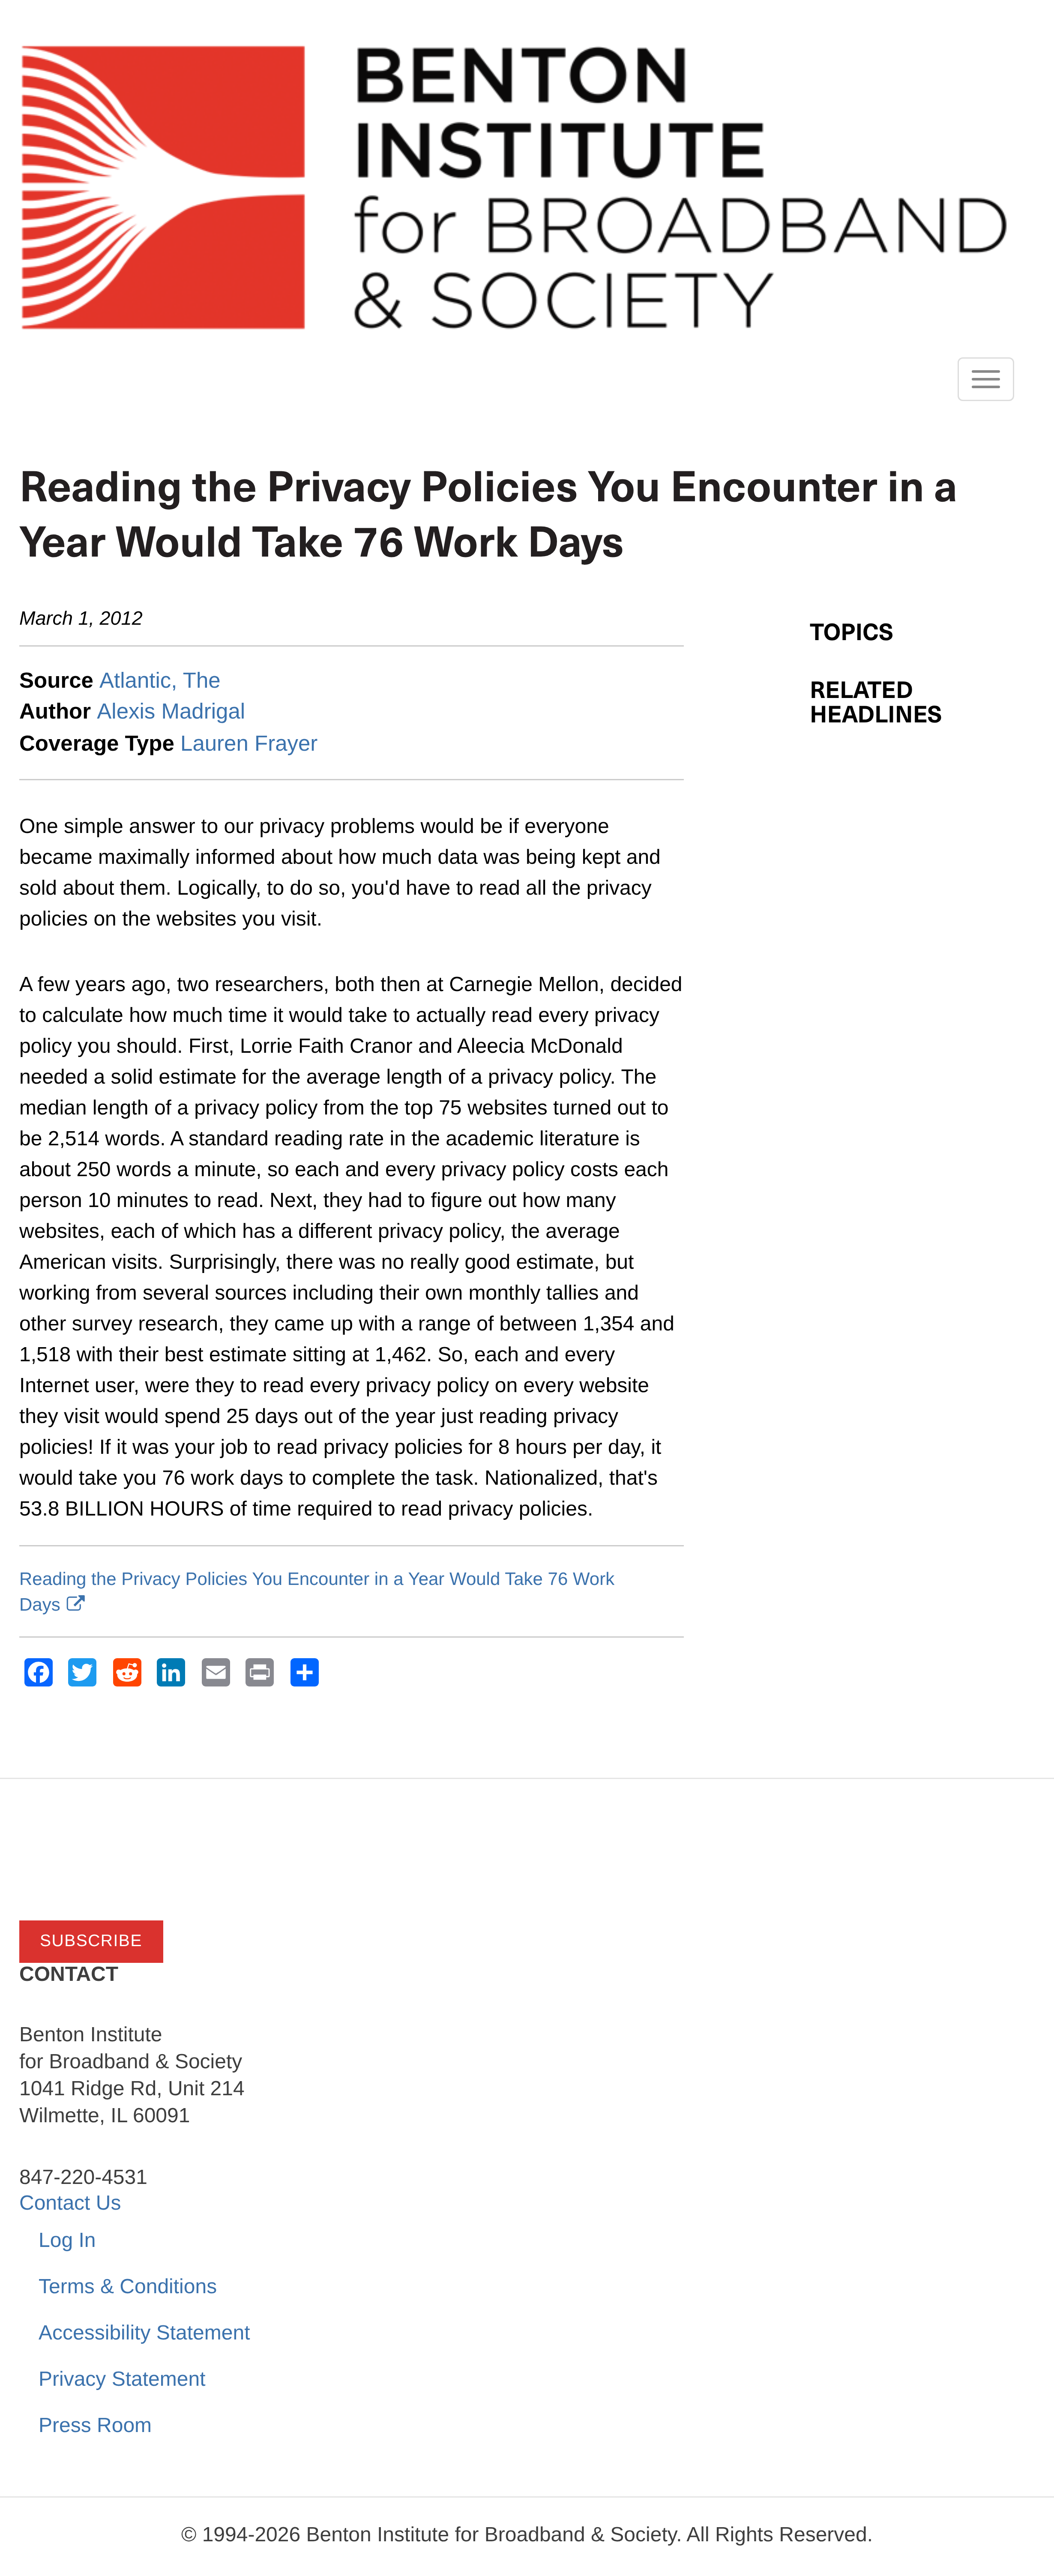 BENTON
INSTITUTE
for BROADBAND
& SOCIETY
Reading the Privacy Policies You Encounter in a
Year Would Take 76 Work Days
March 1, 2012
Source Atlantic, The
Author Alexis Madrigal
Coverage Type Lauren Frayer
One simple answer to our privacy problems would be if everyone
became maximally informed about how much data was being kept and
sold about them. Logically, to do so, you'd have to read all the privacy
policies on the websites you visit.
A few years ago, two researchers, both then at Carnegie Mellon, decided
to calculate how much time it would take to actually read every privacy
policy you should. First, Lorrie Faith Cranor and Aleecia McDonald
needed a solid estimate for the average length of a privacy policy. The
median length of a privacy policy from the top 75 websites turned out to
be 2,514 words. A standard reading rate in the academic literature is
about 250 words a minute, so each and every privacy policy costs each
person 10 minutes to read. Next, they had to figure out how many
websites, each of which has a different privacy policy, the average
American visits. Surprisingly, there was no really good estimate, but
working from several sources including their own monthly tallies and
other survey research, they came up with a range of between 1,354 and
1,518 with their best estimate sitting at 1,462. So, each and every
Internet user, were they to read every privacy policy on every website
they visit would spend 25 days out of the year just reading privacy
policies! If it was your job to read privacy policies for 8 hours per day, it
would take you 76 work days to complete the task. Nationalized, that's
53.8 BILLION HOURS of time required to read privacy policies.
Reading the Privacy Policies You Encounter in a Year Would Take 76 Work
Days
TOPICS
RELATED
HEADLINES
SUBSCRIBE
CONTACT
Benton Institute
for Broadband & Society
1041 Ridge Rd, Unit 214
Wilmette, IL 60091
847-220-4531
Contact Us
Log In
Terms & Conditions
Accessibility Statement
Privacy Statement
Press Room
© 1994-2026 Benton Institute for Broadband & Society. All Rights Reserved.